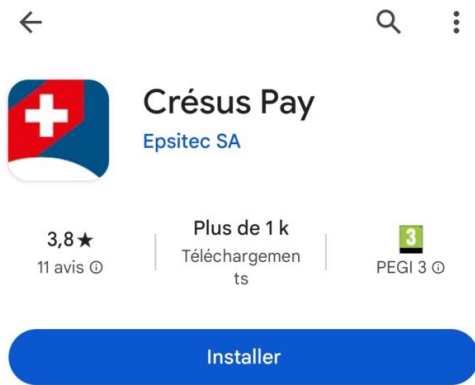 Crésus Pay
Epsitec SA
3,8★
11 avis ⓘ
Plus de 1 k
Téléchargemen
ts
3
PEGI 3 ⓘ
Installer